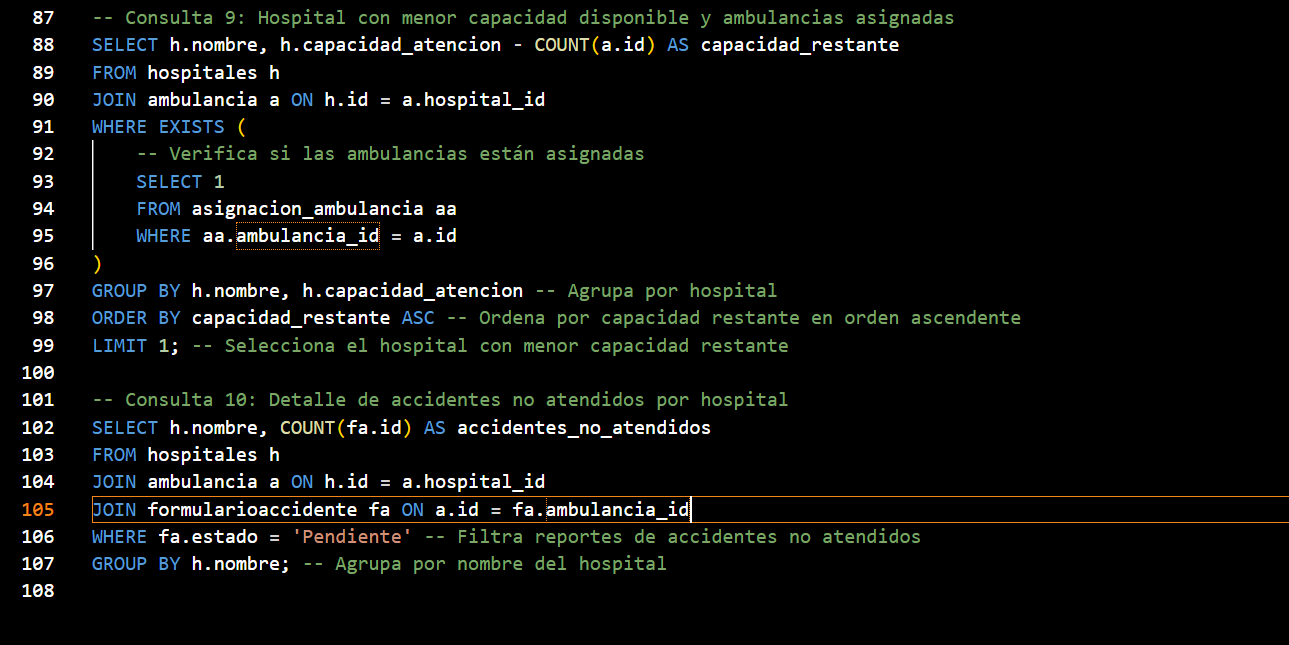 87 -- Consulta 9: Hospital con menor capacidad disponible y ambulancias asignadas
88 SELECT h.nombre, h.capacidad_atencion - COUNT(a.id) AS capacidad_restante
89 FROM hospitales h
90 JOIN ambulancia a ON h.id = a.hospital_id
91 WHERE EXISTS (
92     -- Verifica si las ambulancias están asignadas
93     SELECT 1
94     FROM asignacion_ambulancia aa
95     WHERE aa.ambulancia_id = a.id
96 )
97 GROUP BY h.nombre, h.capacidad_atencion -- Agrupa por hospital
98 ORDER BY capacidad_restante ASC -- Ordena por capacidad restante en orden ascendente
99 LIMIT 1; -- Selecciona el hospital con menor capacidad restante
100
101 -- Consulta 10: Detalle de accidentes no atendidos por hospital
102 SELECT h.nombre, COUNT(fa.id) AS accidentes_no_atendidos
103 FROM hospitales h
104 JOIN ambulancia a ON h.id = a.hospital_id
105 JOIN formularioaccidente fa ON a.id = fa.ambulancia_id
106 WHERE fa.estado = 'Pendiente' -- Filtra reportes de accidentes no atendidos
107 GROUP BY h.nombre; -- Agrupa por nombre del hospital
108